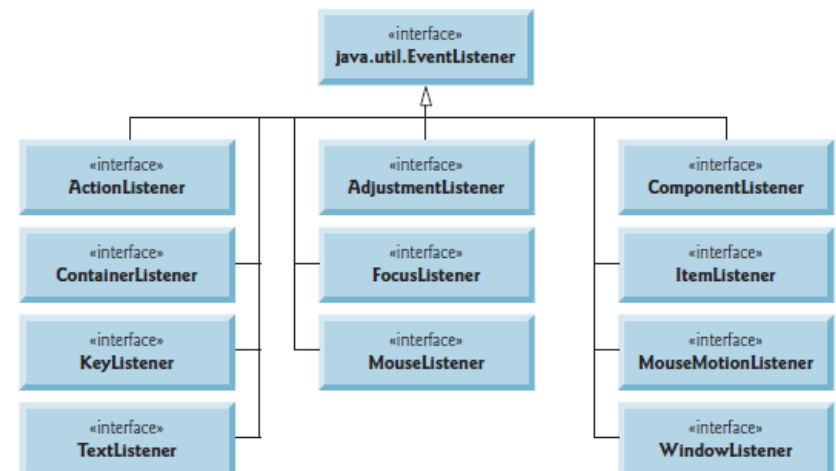 «interface»
java.util.EventListener
«interface»
ActionListener
«interface»
AdjustmentListener
«interface»
ComponentListener
«interface»
ContainerListener
«interface»
FocusListener
«interface»
ItemListener
«interface»
KeyListener
«interface»
MouseListener
«interface»
MouseMotionListener
«interface»
TextListener
«interface»
WindowListener